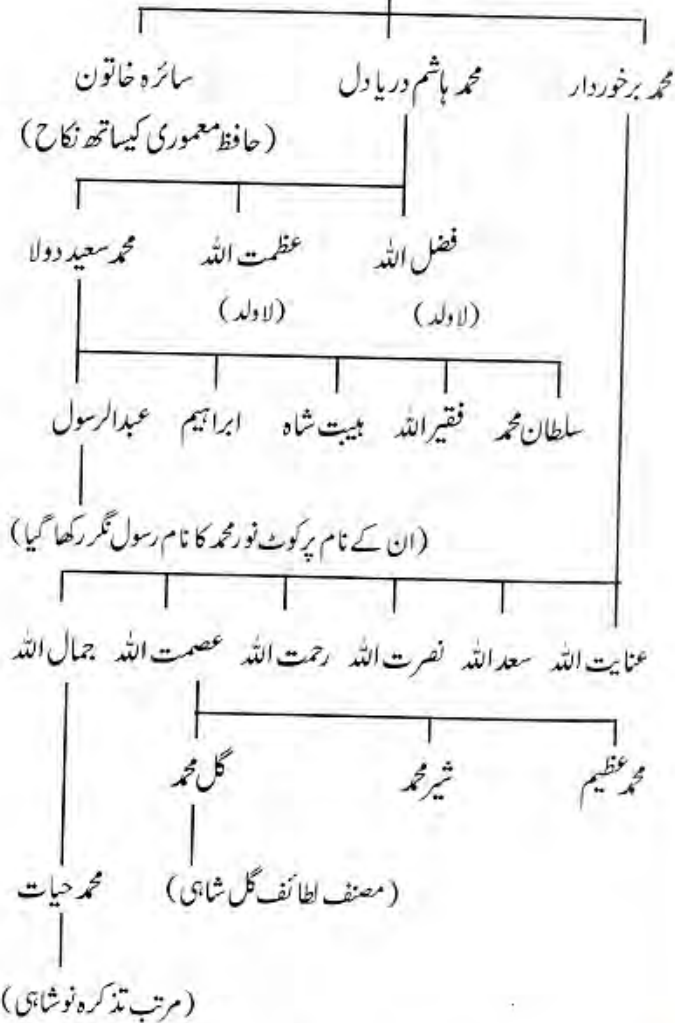 محمد برخوردار محمد ہاشم دریا دل سائرہ خاتون
(حافظ معموری کیساتھ نکاح)
فضل اللہ عظمت اللہ محمد سعید دولا
(لاولد) (لاولد)
سلطان محمد فقیر اللہ ہیبت شاہ ابراہیم عبدالرسول
(ان کے نام پر کوٹ نور محمد کا نام رسول نگر رکھا گیا)
عنایت اللہ سعد اللہ نصرت اللہ رحمت اللہ عصمت اللہ جمال اللہ
محمد عظیم شیر محمد گل محمد
(مصنف لطائف گل شاہی) محمد حیات
(مرتب تذکرہ نوشاہی)